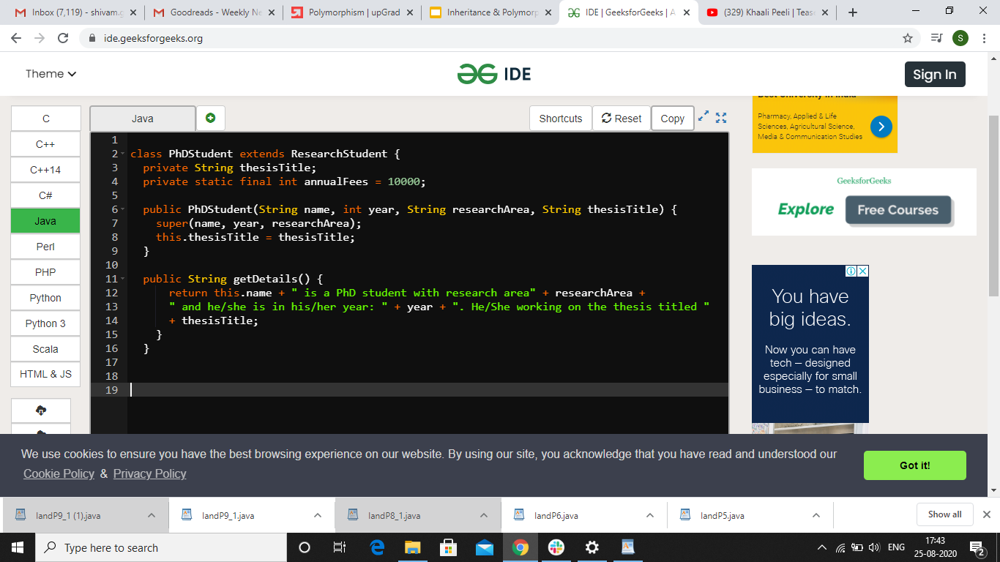 Inbox (7,119) - shivam.g
Goodreads - Weekly Ne
Polymorphism | upGrad
Inheritance & Polymorp
IDE | GeeksforGeeks | A
(329) Khaali Peeli | Teas
ide.geeksforgeeks.org
S
Theme
IDE
Sign In
C
C++
C++14
C#
Java
Perl
PHP
Python
Python 3
Scala
HTML & JS
Java
Shortcuts
Reset
Copy
1
2 class PhDStudent extends ResearchStudent {
3 private String thesisTitle;
4 private static final int annualFees = 10000;
5
6 public PhDStudent(String name, int year, String researchArea, String thesisTitle) {
7 super(name, year, researchArea);
8 this.thesisTitle = thesisTitle;
9 }
10
11 public String getDetails() {
12 return this.name + " is a PhD student with research area" + researchArea +
13 " and he/she is in his/her year: " + year + ". He/She working on the thesis titled "
14 + thesisTitle;
15 }
16 }
17
18
19
Best University in India
Pharmacy, Applied & Life
Sciences, Agricultural Science,
Media & Communication Studies
GeeksforGeeks
Explore
Free Courses
You have
big ideas.
Now you can have
tech – designed
especially for small
business – to match.
We use cookies to ensure you have the best browsing experience on our website. By using our site, you acknowledge that you have read and understood our
Cookie Policy & Privacy Policy
Got it!
landP9_1 (1).java
landP9_1.java
landP8_1.java
landP6.java
landP5.java
Show all
Type here to search
ENG
17:43
25-08-2020
2